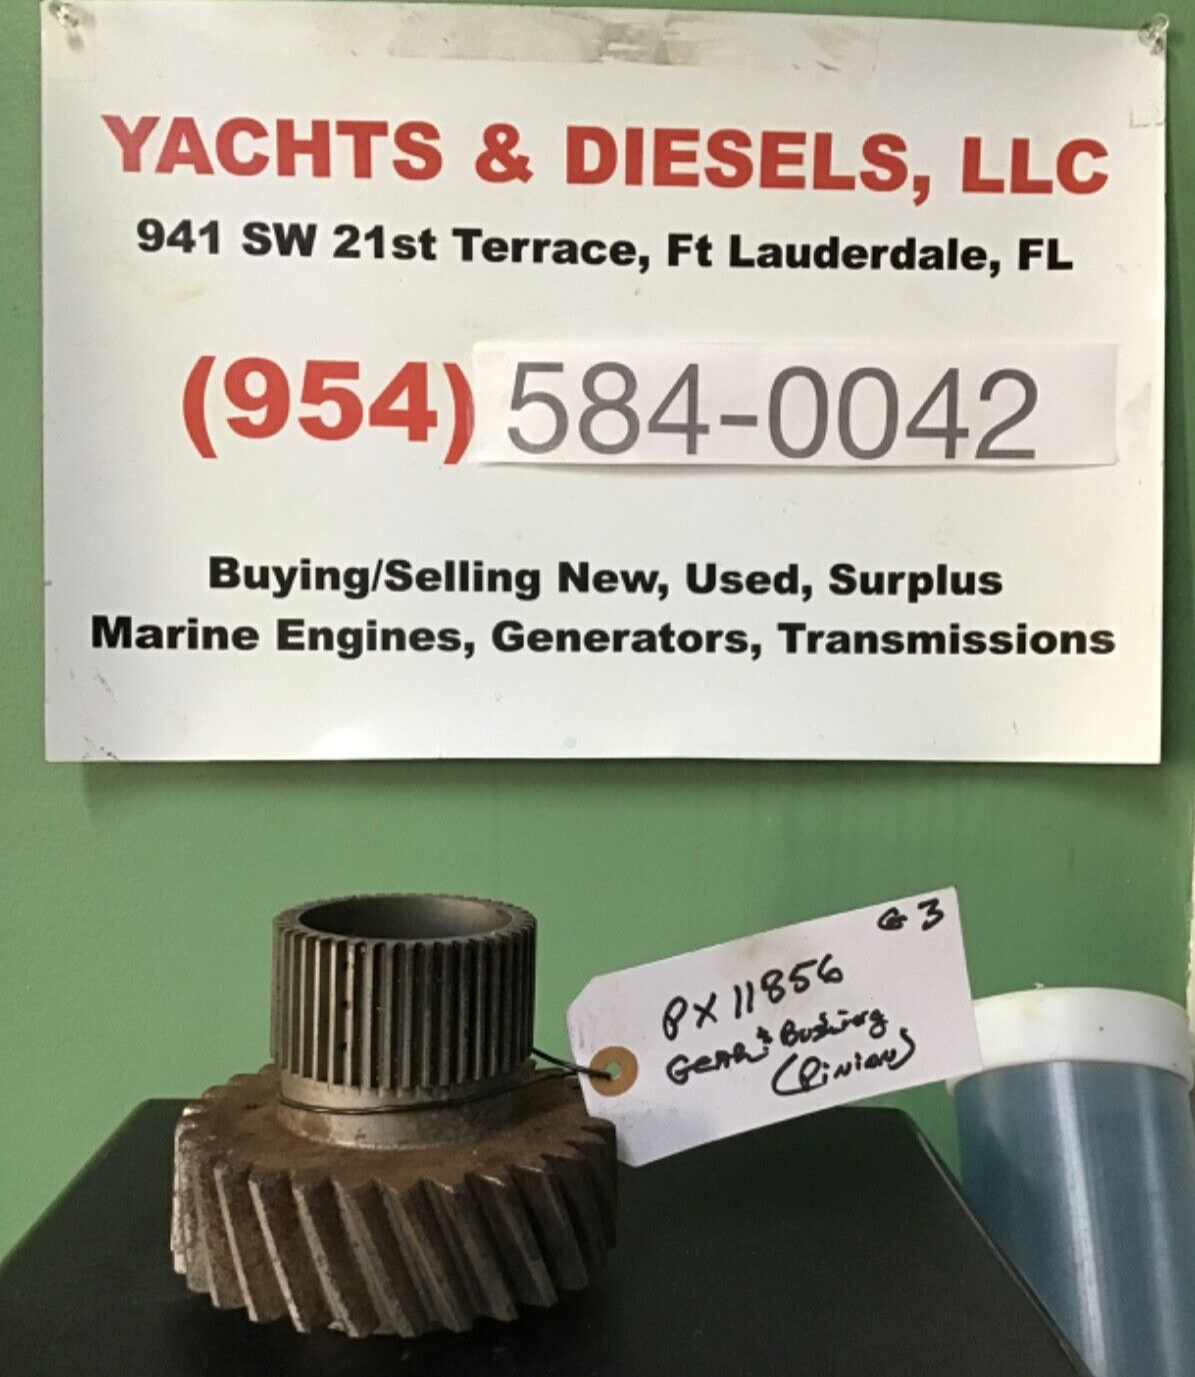 YACHTS & DIESELS, LLC
941 SW 21st Terrace, Ft Lauderdale, FL
(954) 584-0042
Buying/Selling New, Used, Surplus
Marine Engines, Generators, Transmissions
G 3
PX 11856
GEAR & Bushing
(Pinion)